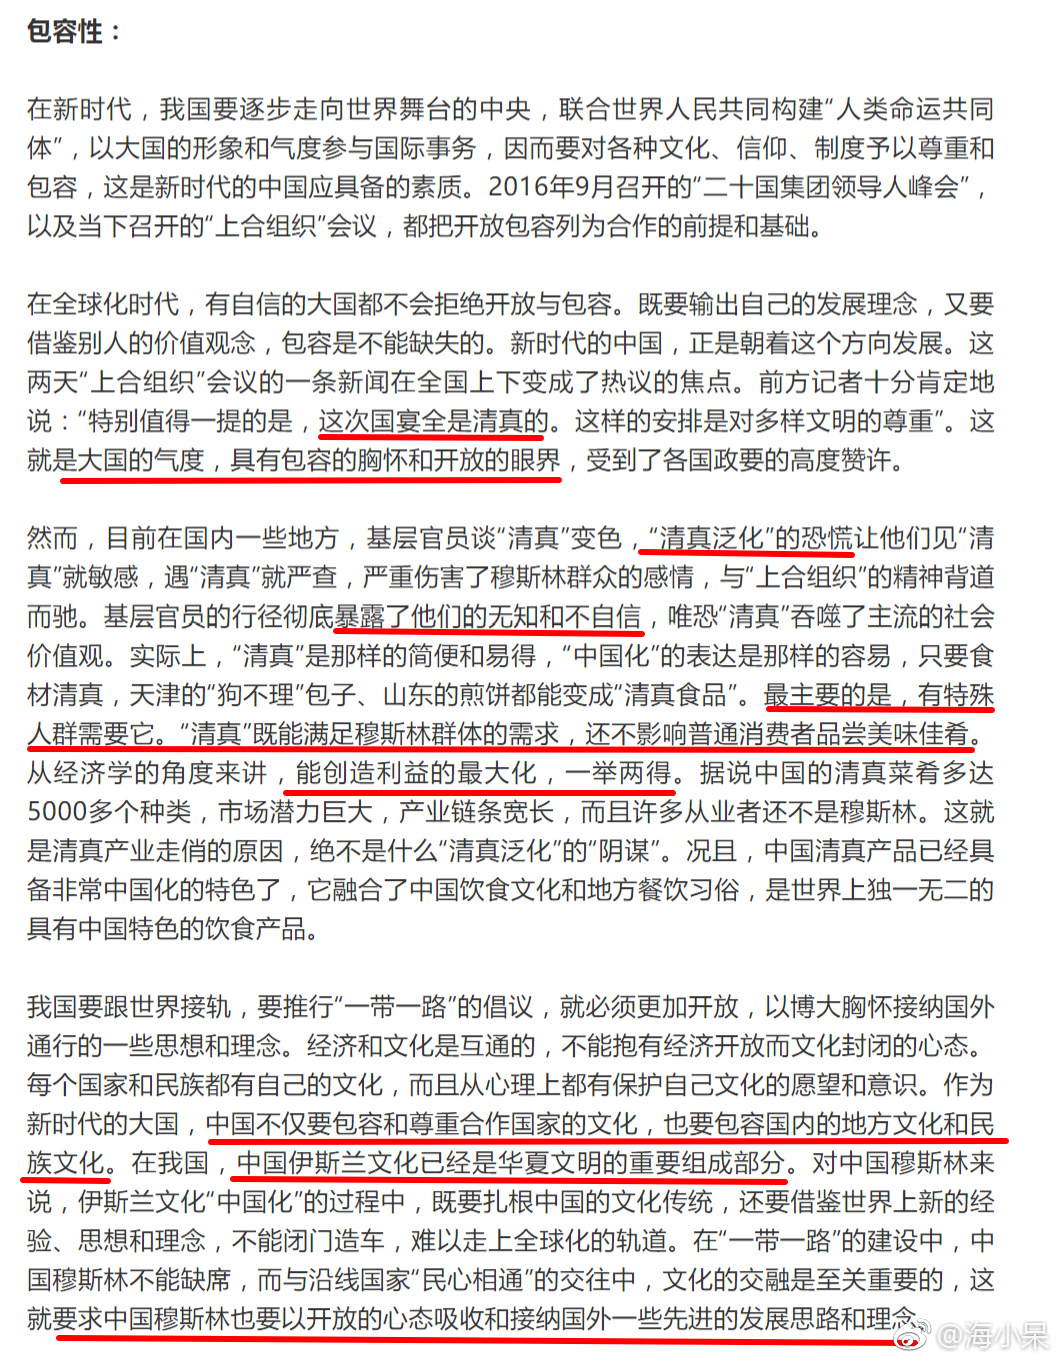 包容性：
在新时代，我国要逐步走向世界舞台的中央，联合世界人民共同构建“人类命运共同
体”，以大国的形象和气度参与国际事务，因而要对各种文化、信仰、制度予以尊重和
包容，这是新时代的中国应具备的素质。2016年9月召开的“二十国集团领导人峰会”，
以及当下召开的“上合组织”会议，都把开放包容列为合作的前提和基础。
在全球化时代，有自信的大国都不会拒绝开放与包容。既要输出自己的发展理念，又要
借鉴别人的价值观念，包容是不能缺失的。新时代的中国，正是朝着这个方向发展。这
两天“上合组织”会议的一条新闻在全国上下变成了热议的焦点。前方记者十分肯定地
说：“特别值得一提的是，这次国宴全是清真的。这样的安排是对多样文明的尊重”。这
就是大国的气度，具有包容的胸怀和开放的眼界，受到了各国政要的高度赞许。
然而，目前在国内一些地方，基层官员谈“清真”变色，“清真泛化”的恐慌让他们见“清
真”就敏感，遇“清真”就严查，严重伤害了穆斯林群众的感情，与“上合组织”的精神背道
而驰。基层官员的行径彻底暴露了他们的无知和不自信，唯恐“清真”吞噬了主流的社会
价值观。实际上，“清真”是那样的简便和易得，“中国化”的表达是那样的容易，只要食
材清真，天津的“狗不理”包子、山东的煎饼都能变成“清真食品”。最主要的是，有特殊
人群需要它。“清真”既能满足穆斯林群体的需求，还不影响普通消费者品尝美味佳肴。
从经济学的角度来讲，能创造利益的最大化，一举两得。据说中国的清真菜肴多达
5000多个种类，市场潜力巨大，产业链条宽长，而且许多从业者还不是穆斯林。这就
是清真产业走俏的原因，绝不是什么“清真泛化”的“阴谋”。况且，中国清真产品已经具
备非常中国化的特色了，它融合了中国饮食文化和地方餐饮习俗，是世界上独一无二的
具有中国特色的饮食产品。
我国要跟世界接轨，要推行“一带一路”的倡议，就必须更加开放，以博大胸怀接纳国外
通行的一些思想和理念。经济和文化是互通的，不能抱有经济开放而文化封闭的心态。
每个国家和民族都有自己的文化，而且从心理上都有保护自己文化的愿望和意识。作为
新时代的大国，中国不仅要包容和尊重合作国家的文化，也要包容国内的地方文化和民
族文化。在我国，中国伊斯兰文化已经是华夏文明的重要组成部分。对中国穆斯林来
说，伊斯兰文化“中国化”的过程中，既要扎根中国的文化传统，还要借鉴世界上新的经
验、思想和理念，不能闭门造车，难以走上全球化的轨道。在“一带一路”的建设中，中
国穆斯林不能缺席，而与沿线国家“民心相通”的交往中，文化的交融是至关重要的，这
就要求中国穆斯林也要以开放的心态吸收和接纳国外一些先进的发展思路和理念。
@海小呆